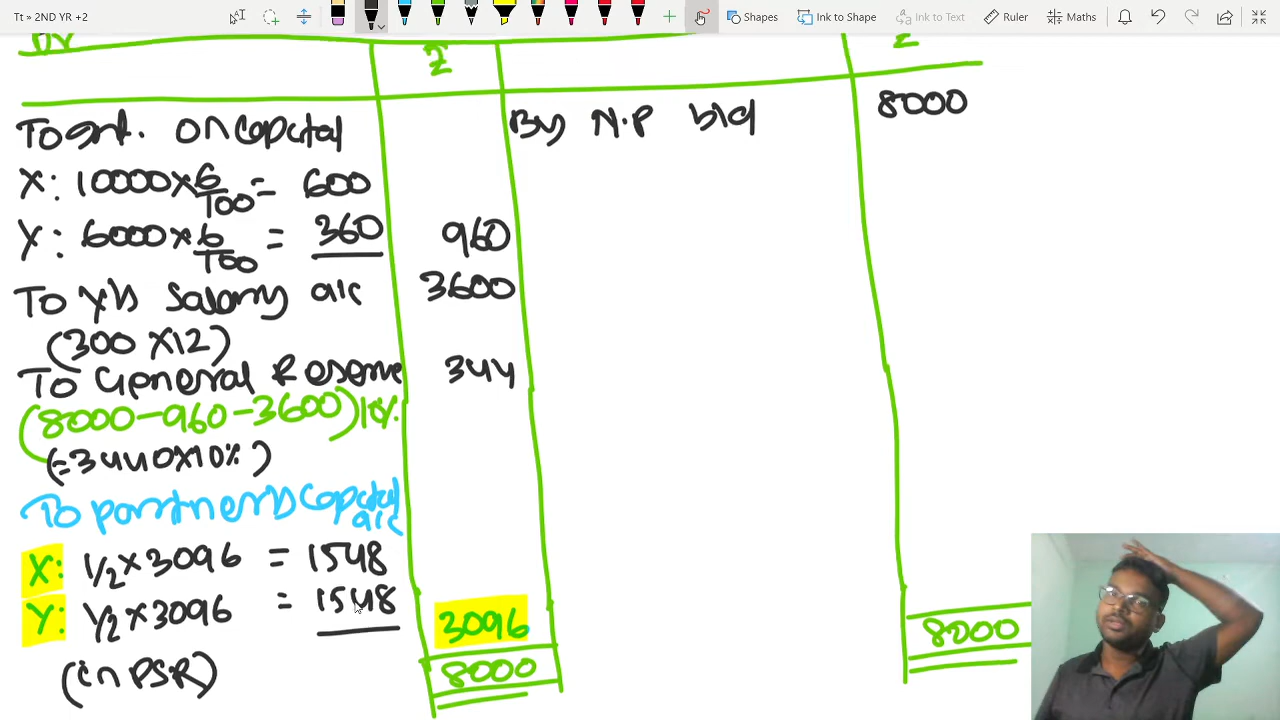 Tt » 2ND YR +2
Shapes
Ink to Shape
Ink to Text
Ruler
Dr
₹
₹
To Int. On Capital
By N.P b/d
8000
X: 10000×6/100 = 600
Y: 6000×6/100 = 360
960
To Y's Salary a/c
3600
(300 ×12)
To General Reserve
344
(8000-960-3600)10%
(=3440×10%)
To partner's Capital
a/c
X: 1/2×3096 = 1548
Y: 1/2×3096 = 1548
3096
8000
(in PSR)
8000